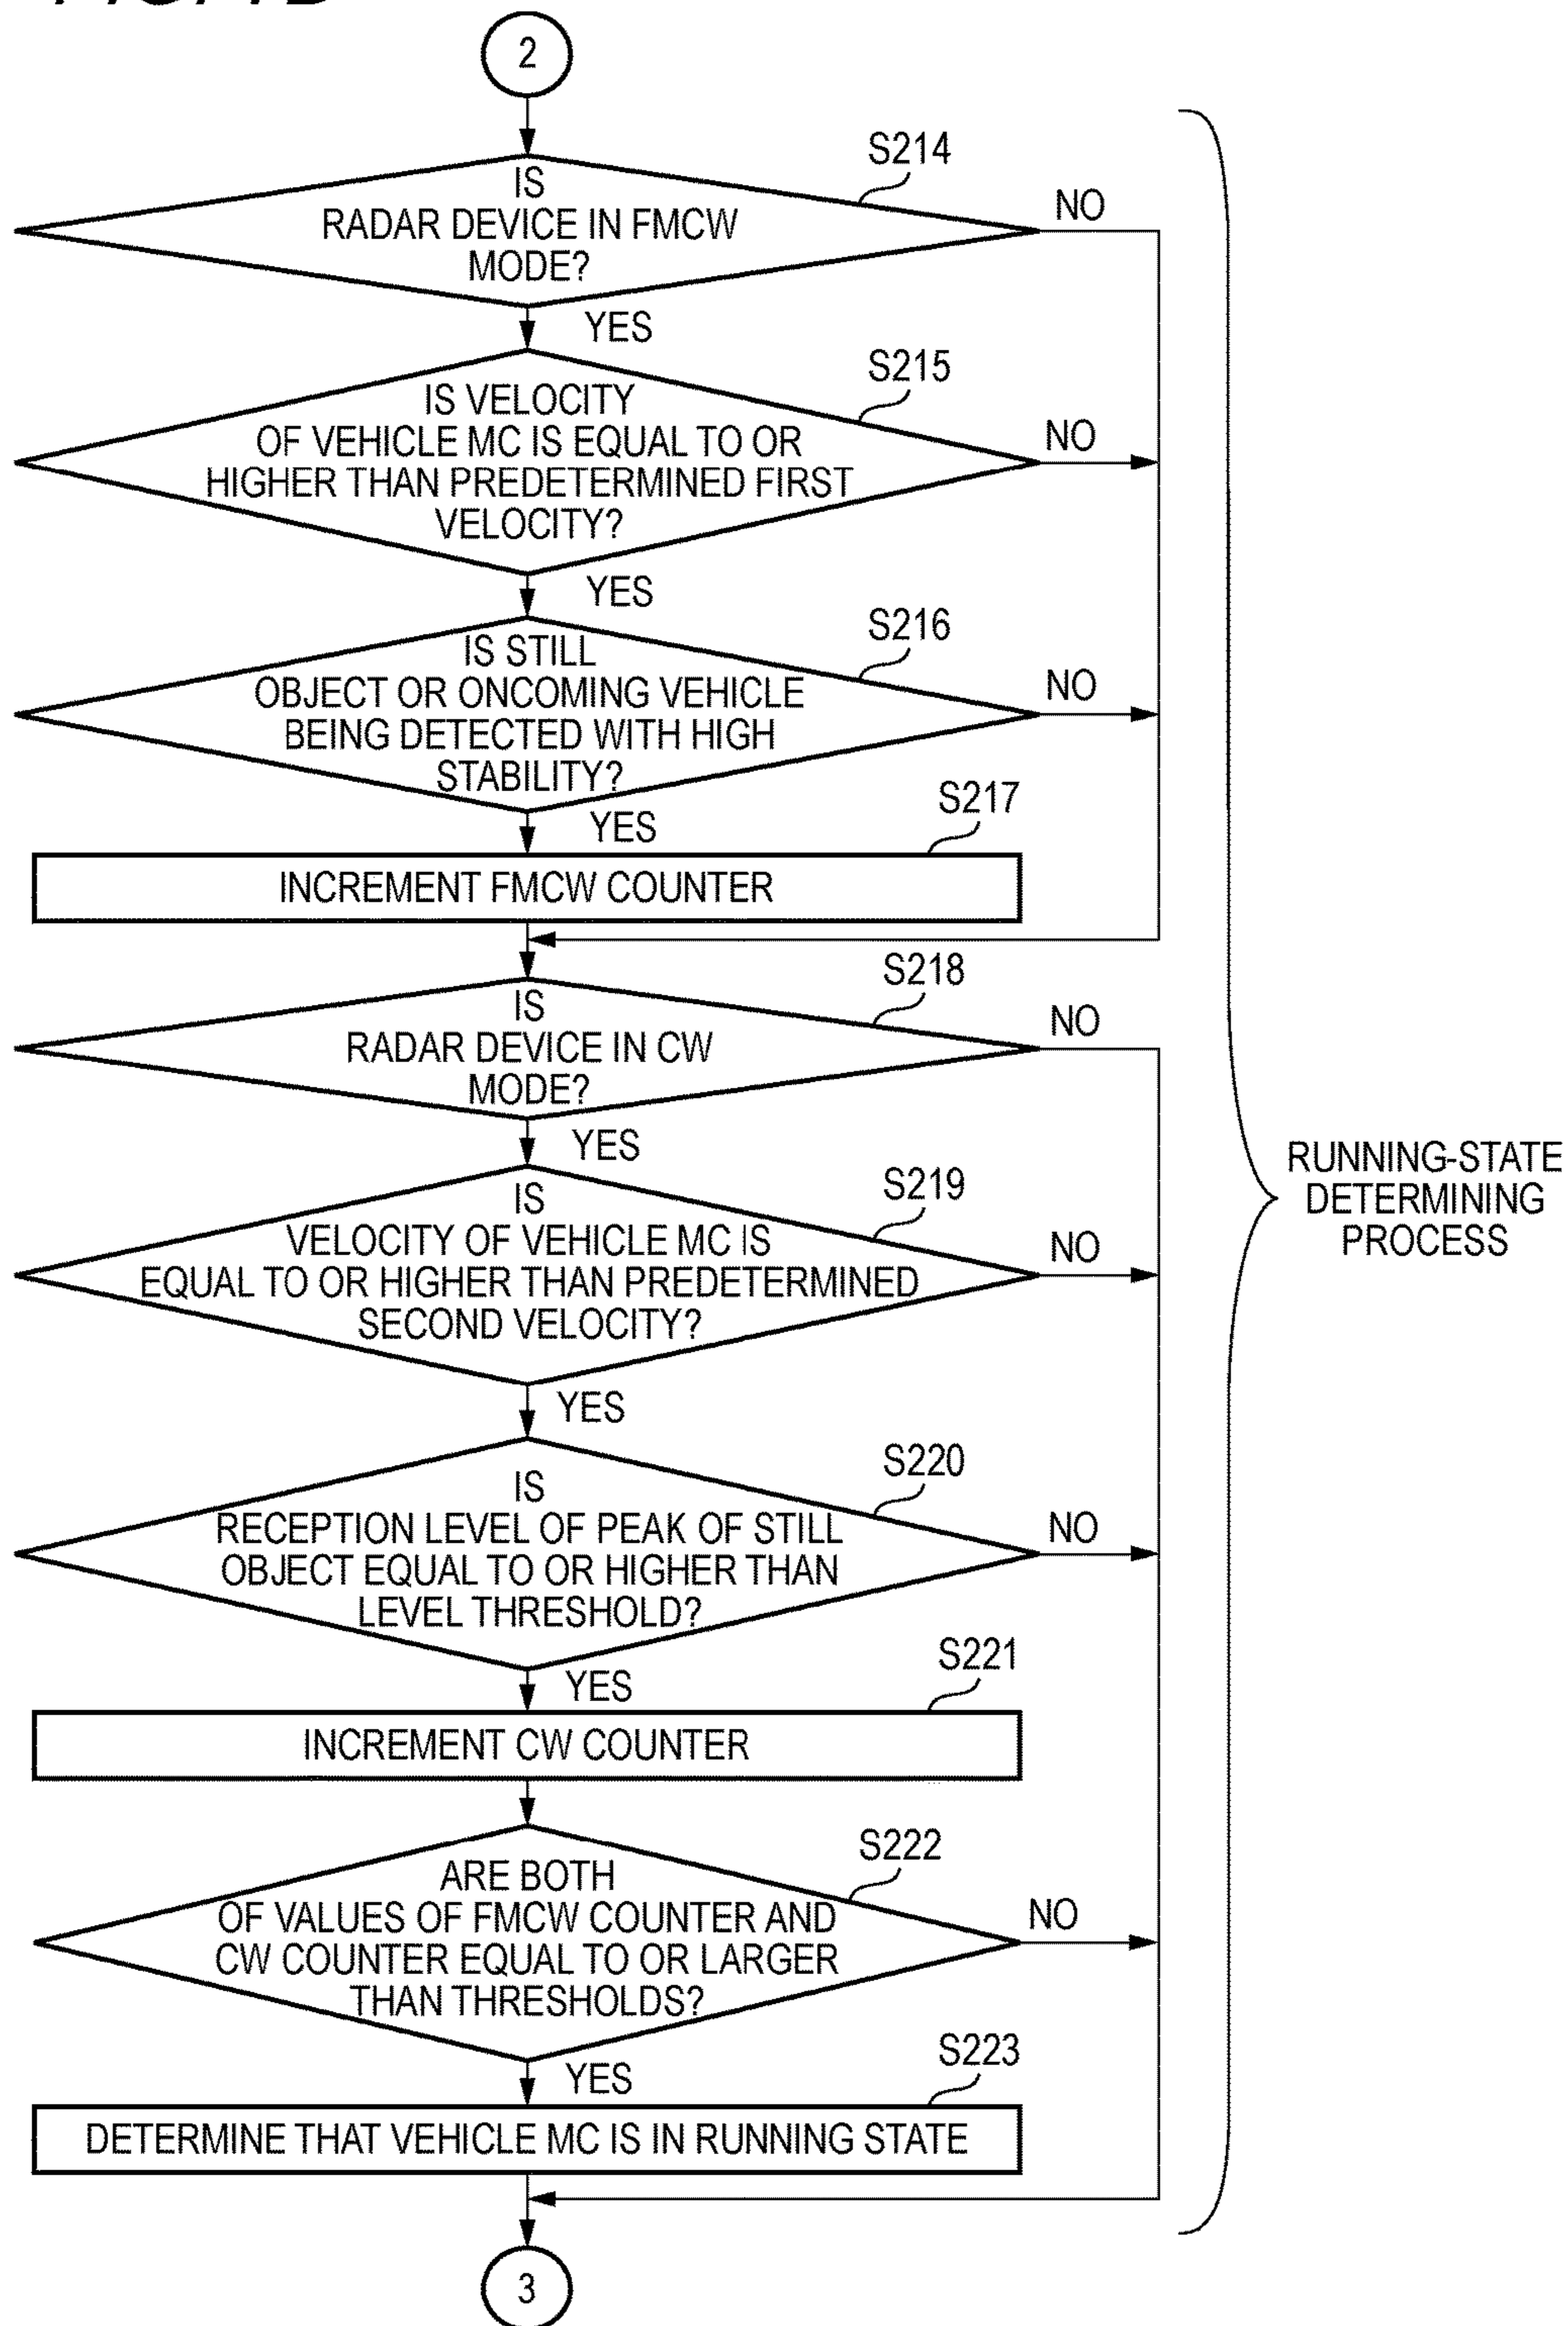 2
S214
IS
RADAR DEVICE IN FMCW
MODE?
NO
YES
S215
IS VELOCITY
OF VEHICLE MC IS EQUAL TO OR
HIGHER THAN PREDETERMINED FIRST
VELOCITY?
NO
YES
S216
IS STILL
OBJECT OR ONCOMING VEHICLE
BEING DETECTED WITH HIGH
STABILITY?
NO
YES
S217
INCREMENT FMCW COUNTER
S218
IS
RADAR DEVICE IN CW
MODE?
NO
YES
S219
IS
VELOCITY OF VEHICLE MC IS
EQUAL TO OR HIGHER THAN PREDETERMINED
SECOND VELOCITY?
NO
YES
RUNNING-STATE
DETERMINING
PROCESS
S220
IS
RECEPTION LEVEL OF PEAK OF STILL
OBJECT EQUAL TO OR HIGHER THAN
LEVEL THRESHOLD?
NO
YES
S221
INCREMENT CW COUNTER
S222
ARE BOTH
OF VALUES OF FMCW COUNTER AND
CW COUNTER EQUAL TO OR LARGER
THAN THRESHOLDS?
NO
YES
S223
DETERMINE THAT VEHICLE MC IS IN RUNNING STATE
3